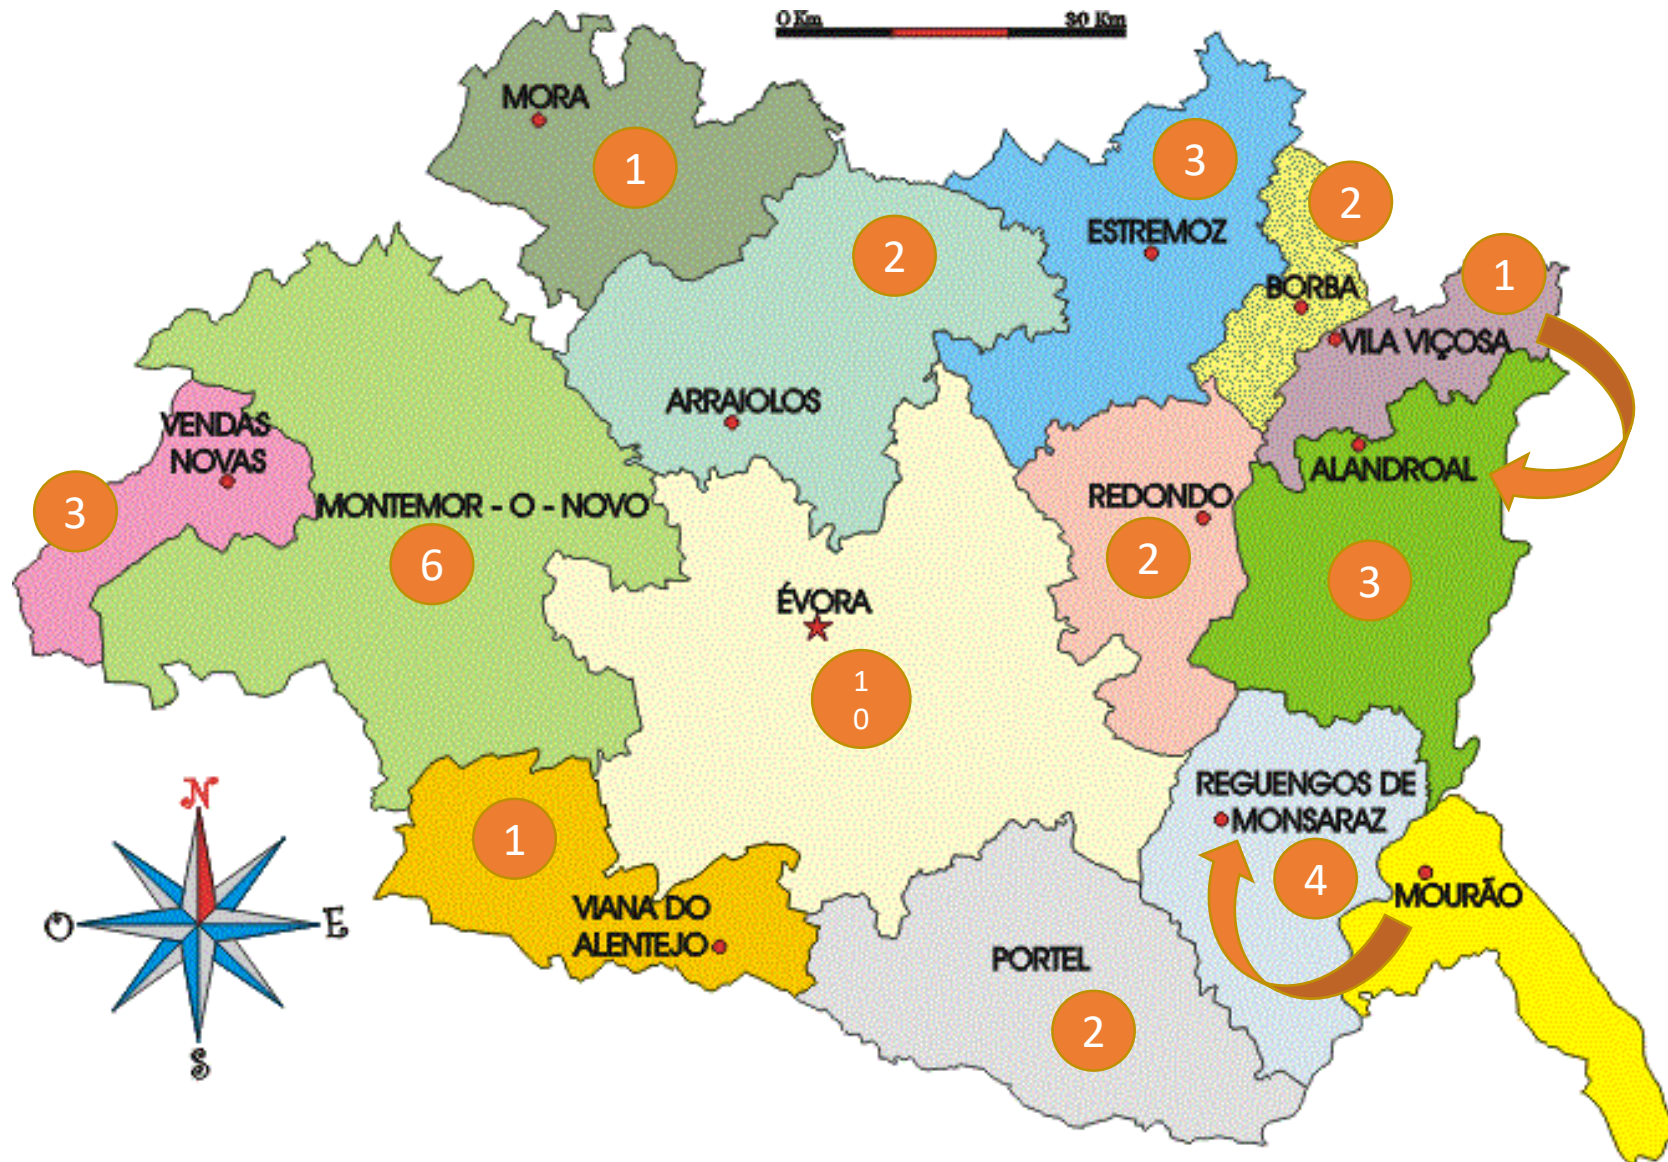 0 Km 30 Km
MORA
1
3
2
ESTREMOZ
2
1
BORBA
VILA VIÇOSA
ARRAIOLOS
VENDAS
NOVAS
ALANDROAL
3
MONTEMOR - O - NOVO
REDONDO
6
2
3
ÉVORA
1
0
N
REGUENGOS DE
MONSARAZ
1
4
MOURÃO
O
E
VIANA DO
ALENTEJO
PORTEL
2
S